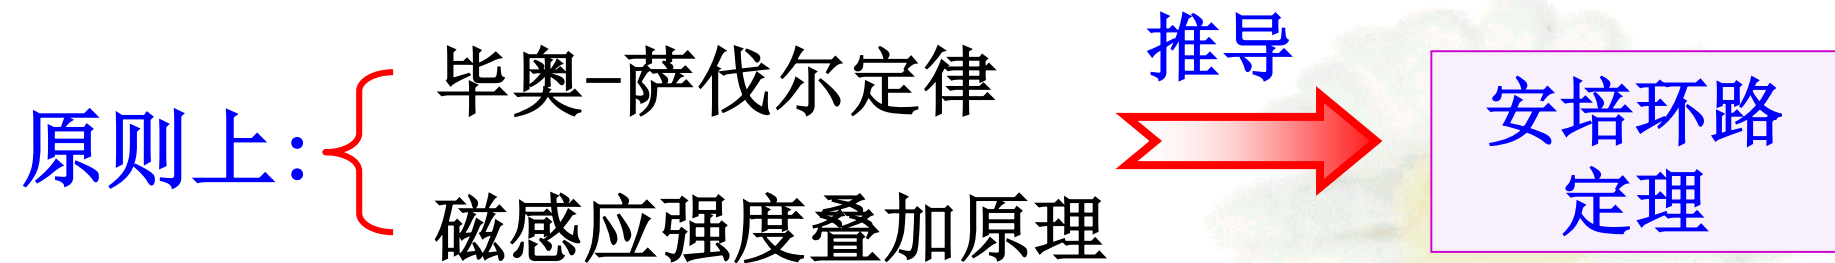 原则上:
毕奥-萨伐尔定律
磁感应强度叠加原理
推导
安培环路
定理